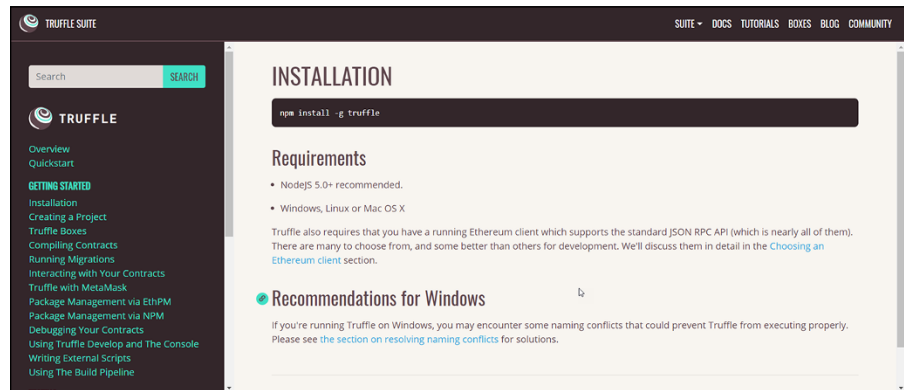 TRUFFLE SUITE
SUITE DOCS TUTORIALS BOXES BLOG COMMUNITY
Search SEARCH
TRUFFLE
Overview
Quickstart
GETTING STARTED
Installation
Creating a Project
Truffle Boxes
Compiling Contracts
Running Migrations
Interacting with Your Contracts
Truffle with MetaMask
Package Management via EthPM
Package Management via NPM
Debugging Your Contracts
Using Truffle Develop and The Console
Writing External Scripts
Using The Build Pipeline
INSTALLATION
npm install -g truffle
Requirements
• NodeJS 5.0+ recommended.
• Windows, Linux or Mac OS X
Truffle also requires that you have a running Ethereum client which supports the standard JSON RPC API (which is nearly all of them).
There are many to choose from, and some better than others for development. We'll discuss them in detail in the Choosing an
Ethereum client section.
Recommendations for Windows
If you're running Truffle on Windows, you may encounter some naming conflicts that could prevent Truffle from executing properly.
Please see the section on resolving naming conflicts for solutions.